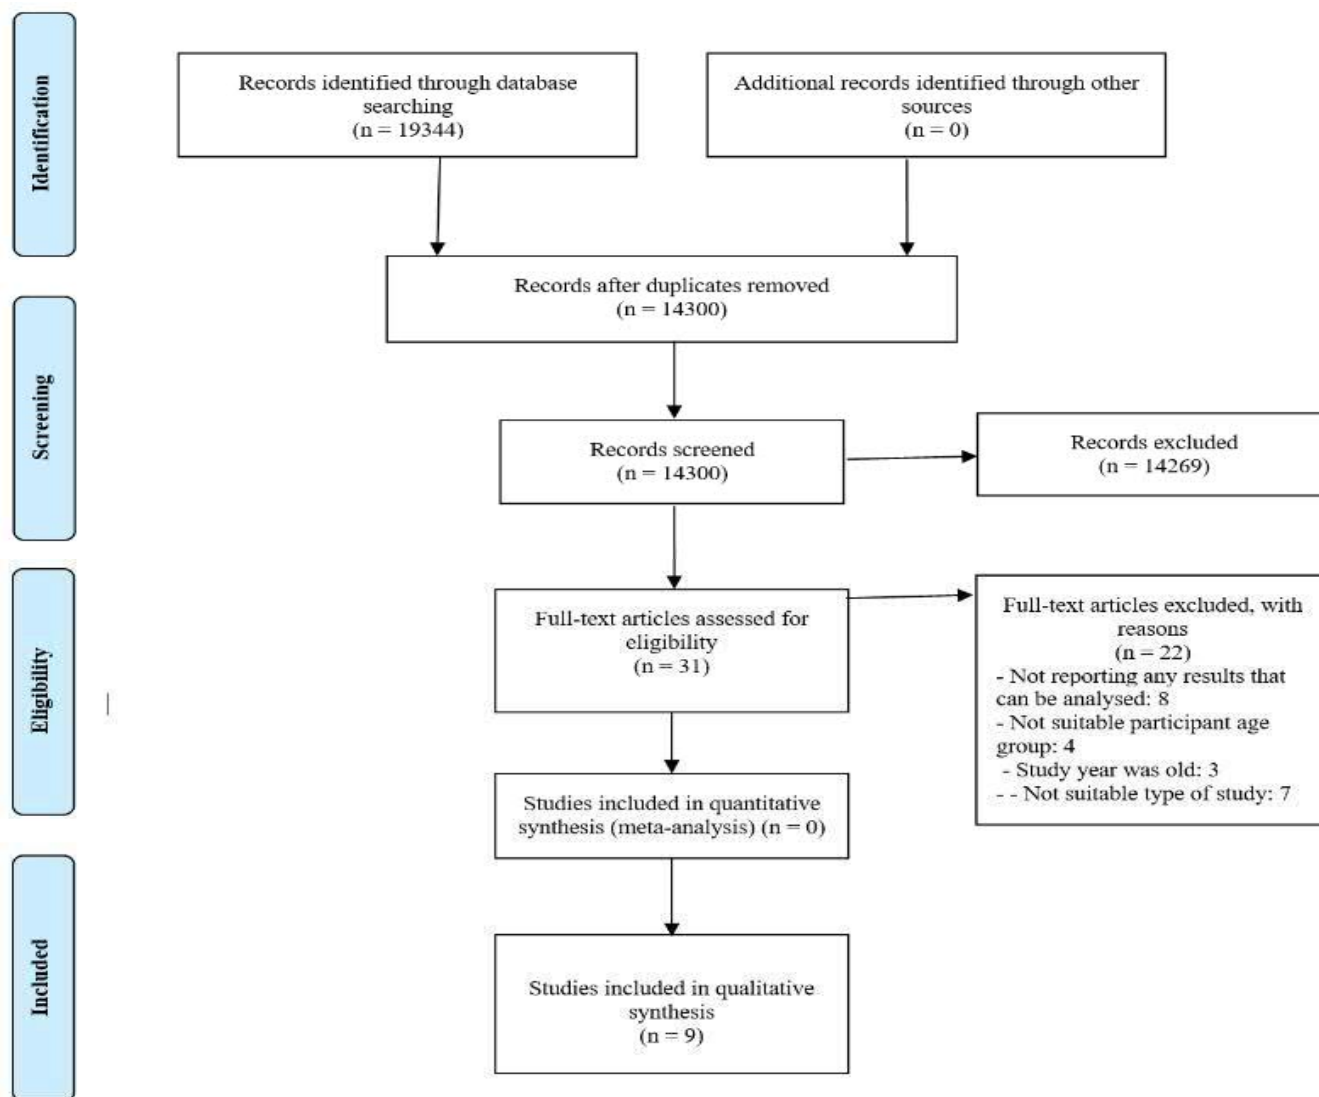 Identification
Records identified through database
searching
(n = 19344)
Additional records identified through other
sources
(n = 0)
Records after duplicates removed
(n = 14300)
Screening
Records screened
(n = 14300)
Records excluded
(n = 14269)
Eligibility
Full-text articles assessed for
eligibility
(n = 31)
Full-text articles excluded, with
reasons
(n = 22)
- Not reporting any results that
can be analysed: 8
- Not suitable participant age
group: 4
- Study year was old: 3
- - Not suitable type of study: 7
Studies included in quantitative
synthesis (meta-analysis) (n = 0)
Included
Studies included in qualitative
synthesis
(n = 9)